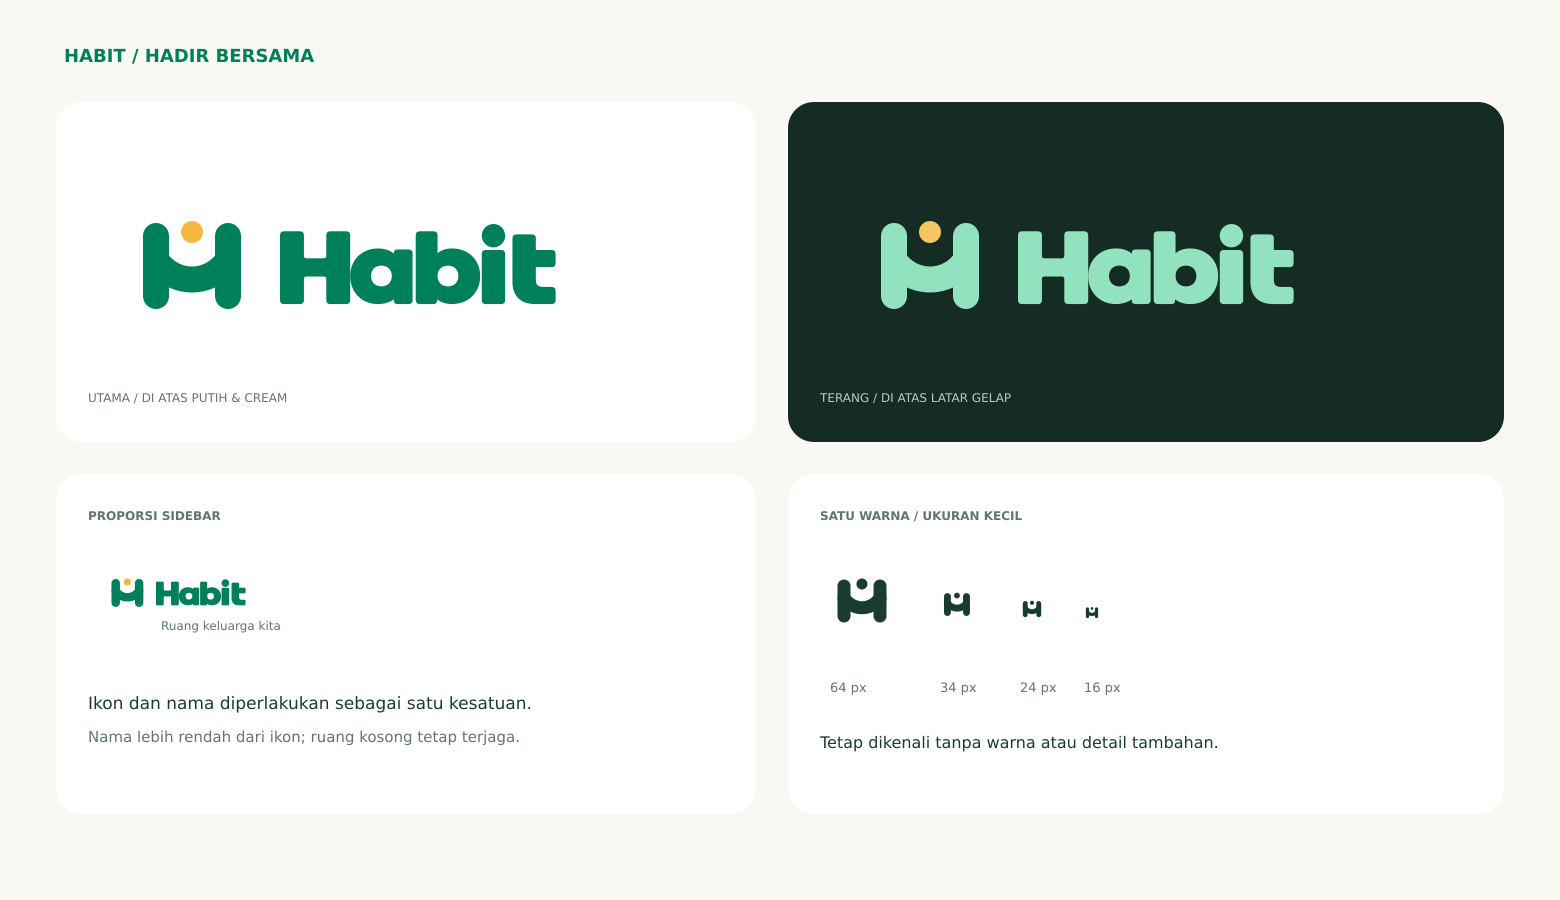 HABIT / HADIR BERSAMA
Habit
UTAMA / DI ATAS PUTIH & CREAM
Habit
TERANG / DI ATAS LATAR GELAP
PROPORSI SIDEBAR
Habit
Ruang keluarga kita
Ikon dan nama diperlakukan sebagai satu kesatuan.
Nama lebih rendah dari ikon; ruang kosong tetap terjaga.
SATU WARNA / UKURAN KECIL
64 px 34 px 24 px 16 px
Tetap dikenali tanpa warna atau detail tambahan.